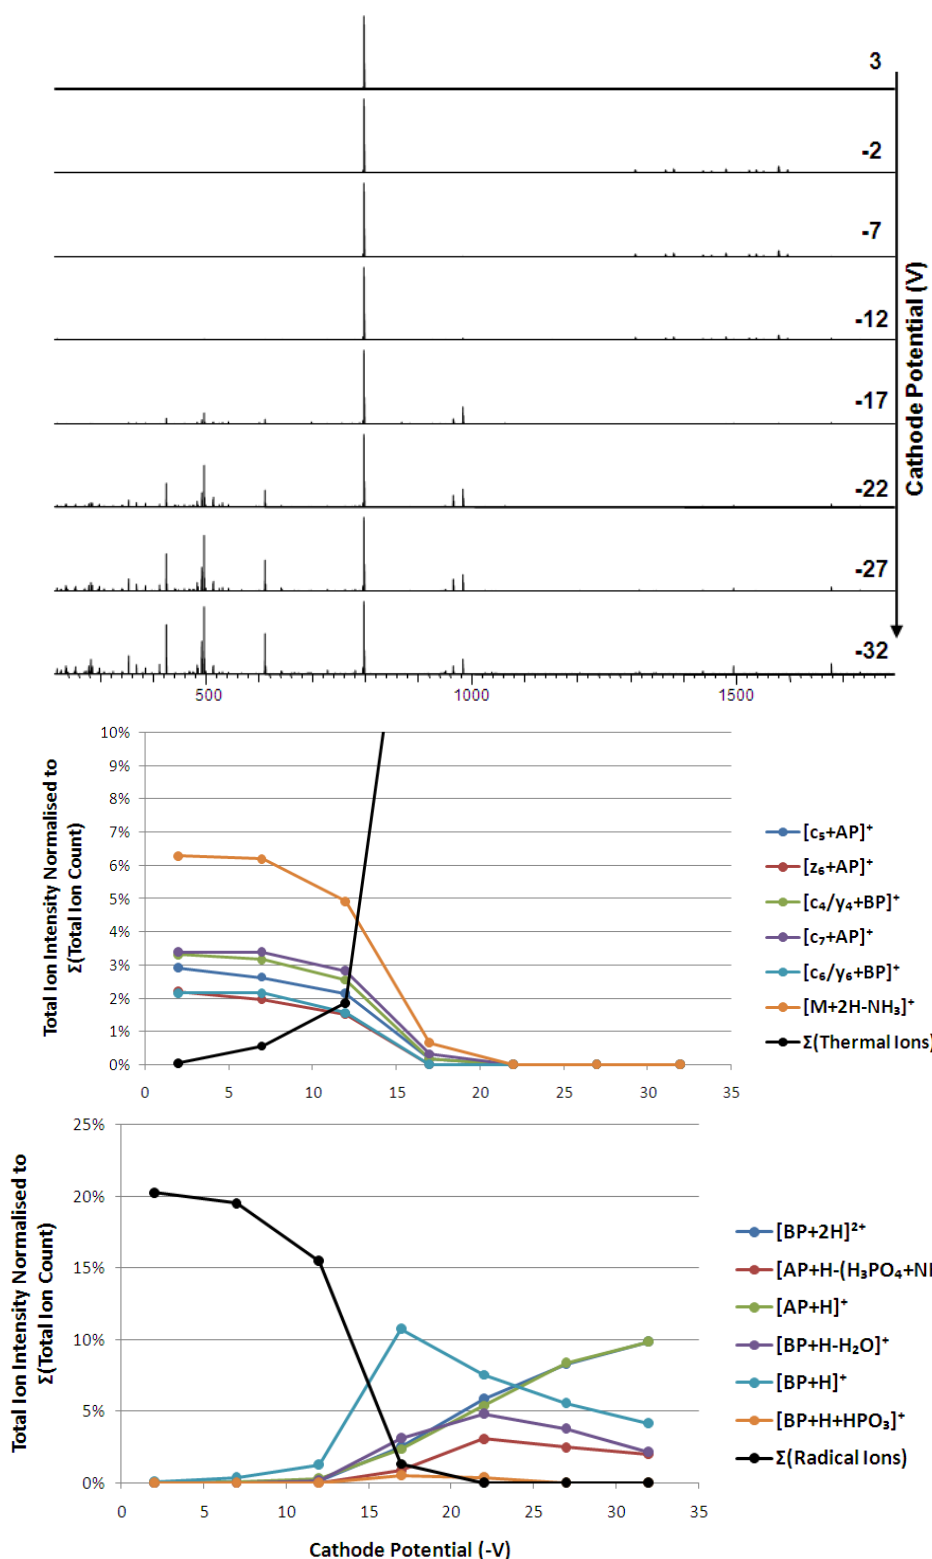 3
-2
-7
-12
-17
-22
-27
-32
Cathode Potential (V)
500
1000
1500
10%
9%
8%
7%
6%
5%
4%
3%
2%
1%
0%
Total Ion Intensity Normalised to
Σ(Total Ion Count)
0 5 10 15 20 25 30 35
[c₅+AP]⁺
[z₆+AP]⁺
[c₄/y₄+BP]⁺
[c₇+AP]⁺
[c₆/y₆+BP]⁺
[M+2H-NH₃]⁺
Σ(Thermal Ions)
25%
20%
15%
10%
5%
0%
Total Ion Intensity Normalised to
Σ(Total Ion Count)
0 5 10 15 20 25 30 35
[BP+2H]²⁺
[AP+H-(H₃PO₄+N
[AP+H]⁺
[BP+H-H₂O]⁺
[BP+H]⁺
[BP+H+HPO₃]⁺
Σ(Radical Ions)
Cathode Potential (-V)